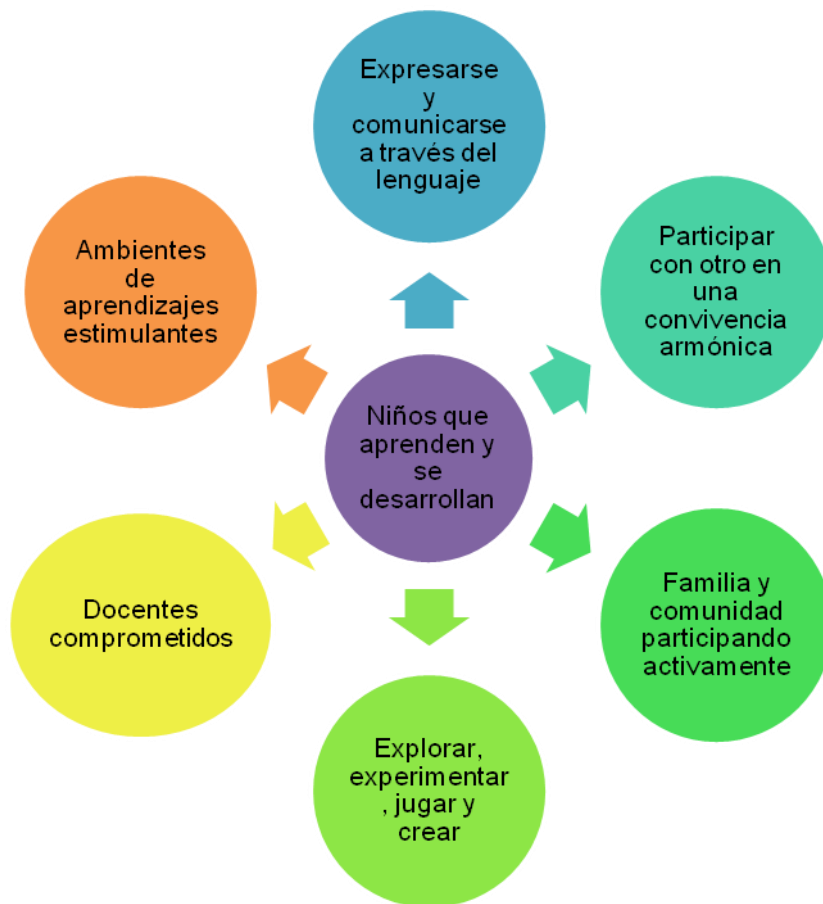 Expresarse
y
comunicarse
a través del
lenguaje
Ambientes
de
aprendizajes
estimulantes
Participar
con otro en
una
convivencia
armónica
Niños que
aprenden y
se
desarrollan
Docentes
comprometidos
Familia y
comunidad
participando
activamente
Explorar,
experimentar
, jugar y
crear